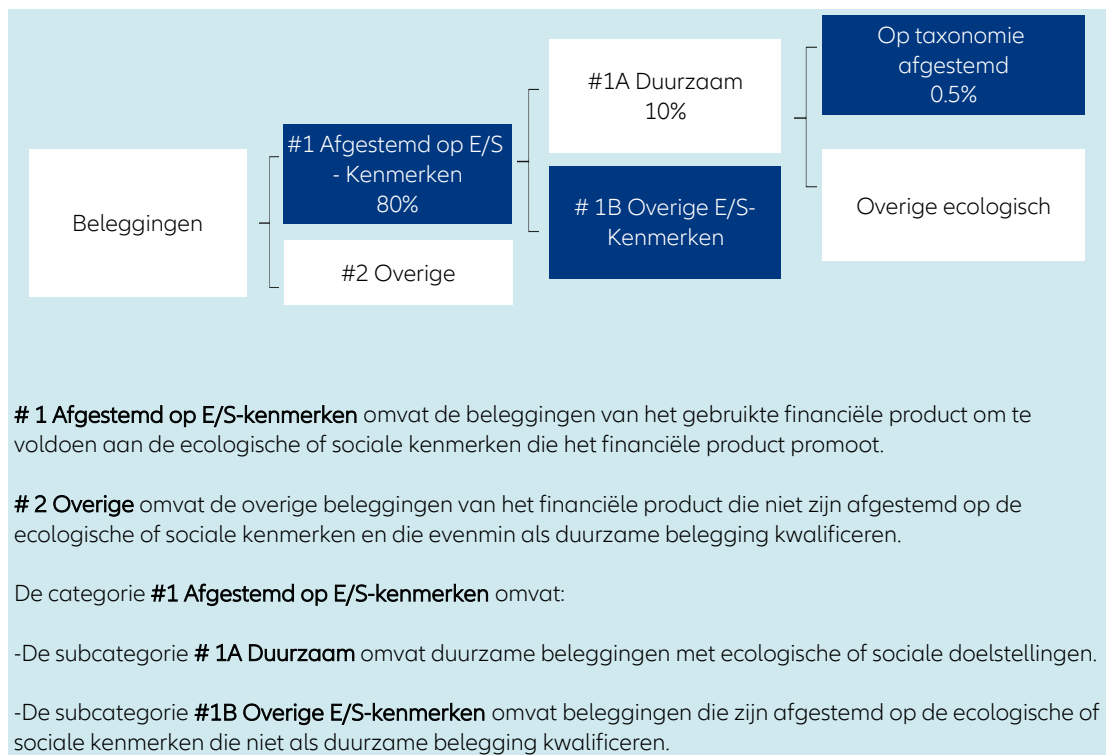 Beleggingen
#1 Afgestemd op E/S
- Kenmerken
80%
#2 Overige
#1A Duurzaam
10%
# 1B Overige E/S-
Kenmerken
Op taxonomie
afgestemd
0.5%
Overige ecologisch
# 1 Afgestemd op E/S-kenmerken omvat de beleggingen van het gebruikte financiële product om te
voldoen aan de ecologische of sociale kenmerken die het financiële product promoot.
# 2 Overige omvat de overige beleggingen van het financiële product die niet zijn afgestemd op de
ecologische of sociale kenmerken en die evenmin als duurzame belegging kwalificeren.
De categorie #1 Afgestemd op E/S-kenmerken omvat:
-De subcategorie # 1A Duurzaam omvat duurzame beleggingen met ecologische of sociale doelstellingen.
-De subcategorie #1B Overige E/S-kenmerken omvat beleggingen die zijn afgestemd op de ecologische of
sociale kenmerken die niet als duurzame belegging kwalificeren.